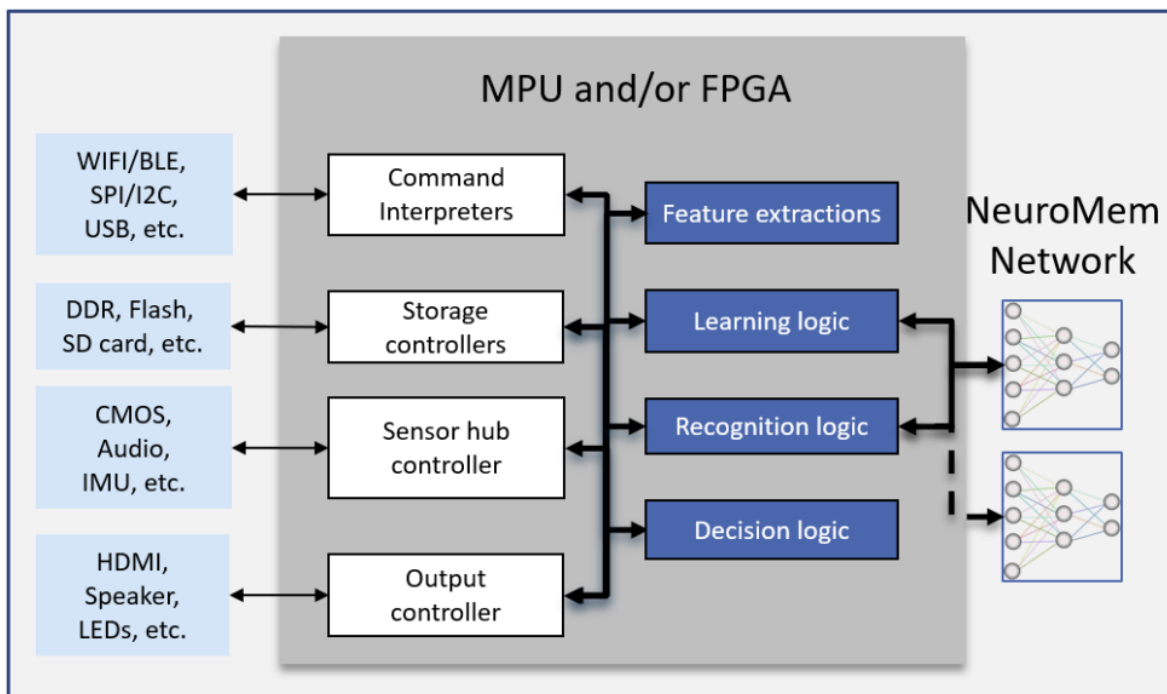 MPU and/or FPGA
WIFI/BLE,
SPI/I2C,
USB, etc.
Command
Interpreters
Feature extractions
NeuroMem
Network
DDR, Flash,
SD card, etc.
Storage
controllers
Learning logic
CMOS,
Audio,
IMU, etc.
Sensor hub
controller
Recognition logic
Decision logic
HDMI,
Speaker,
LEDs, etc.
Output
controller